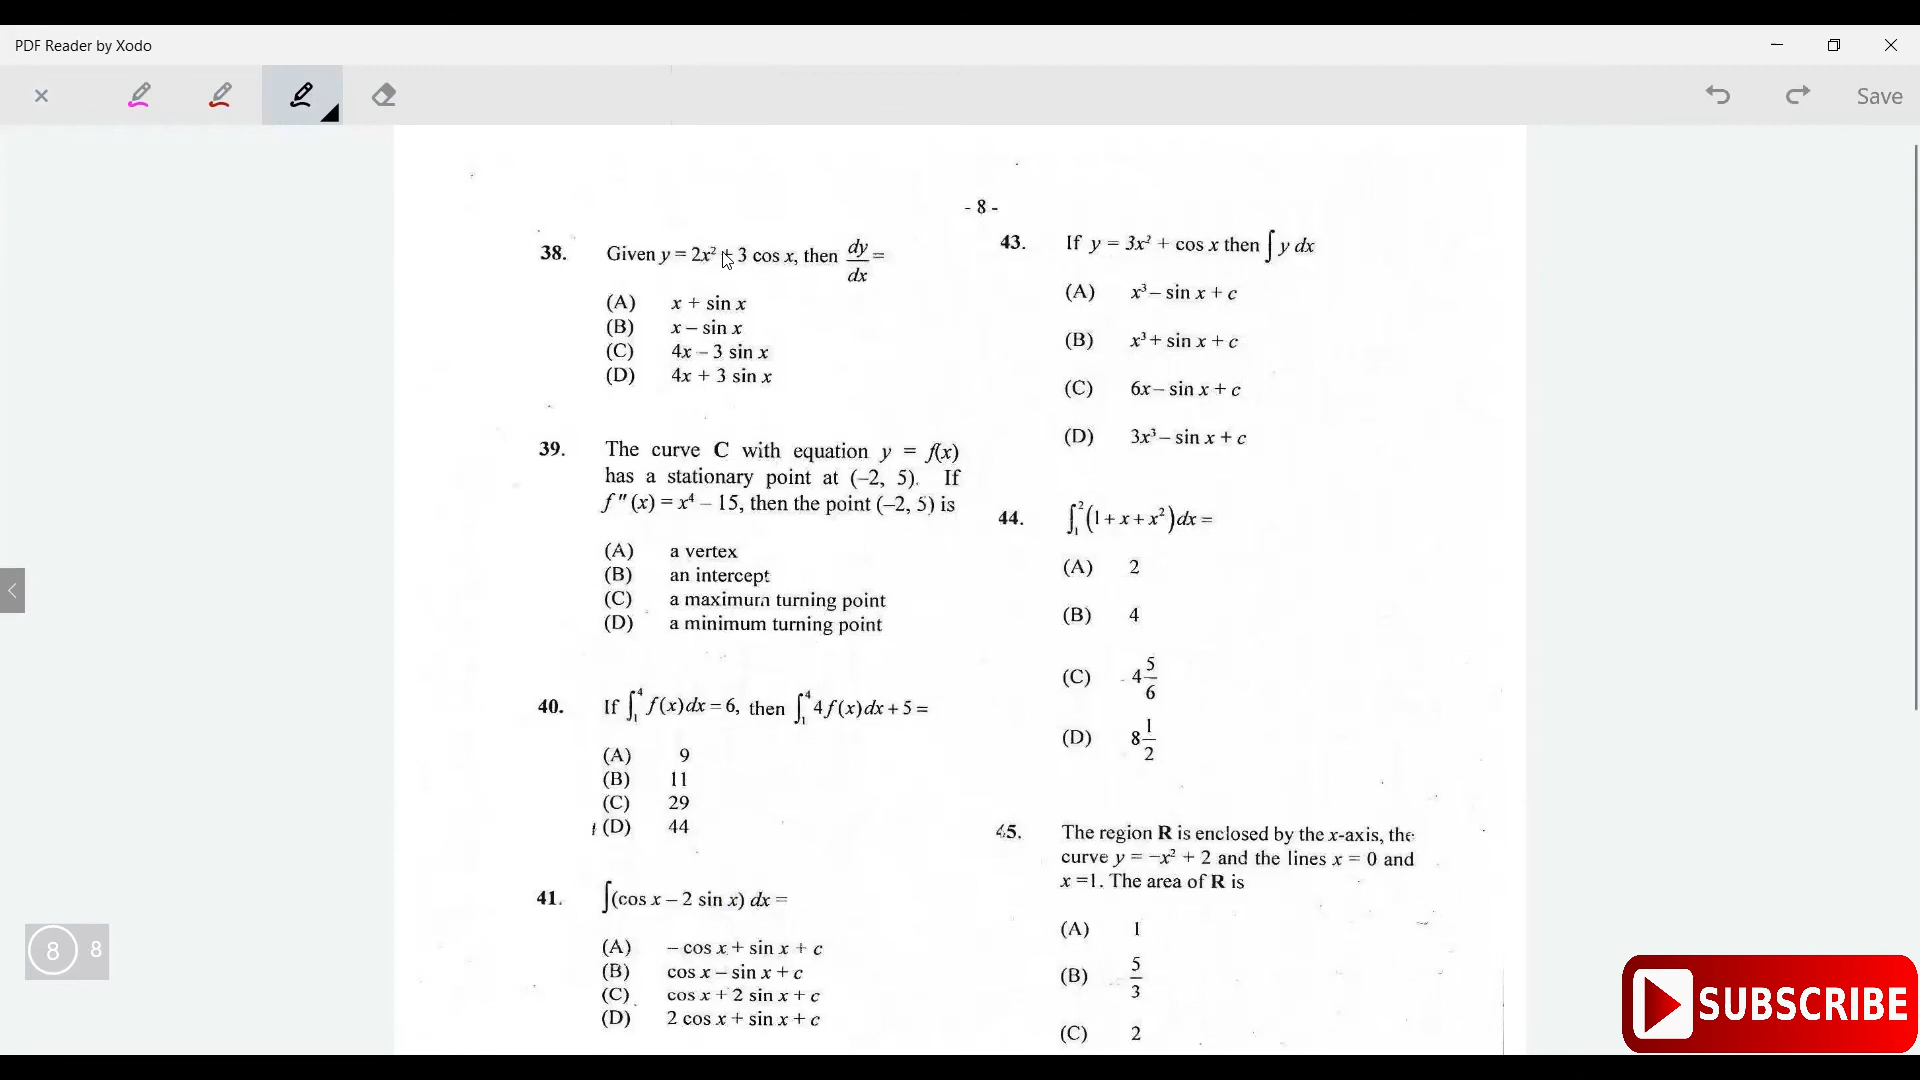 PDF Reader by Xodo
Save
- 8 -
38. Given y = 2x² + 3 cos x, then dy/dx =
(A) x + sin x
(B) x – sin x
(C) 4x – 3 sin x
(D) 4x + 3 sin x
39. The curve C with equation y = f(x)
has a stationary point at (–2, 5). If
f ″ (x) = x⁴ – 15, then the point (–2, 5) is
(A) a vertex
(B) an intercept
(C) a maximum turning point
(D) a minimum turning point
40. If ∫₁⁴ f(x)dx = 6, then ∫₁⁴ 4f(x)dx + 5 =
(A) 9
(B) 11
(C) 29
(D) 44
41. ∫(cos x – 2 sin x) dx =
(A) – cos x + sin x + c
(B) cos x – sin x + c
(C) cos x + 2 sin x + c
(D) 2 cos x + sin x + c
43. If y = 3x² + cos x then ∫ y dx
(A) x³ – sin x + c
(B) x³ + sin x + c
(C) 6x – sin x + c
(D) 3x³ – sin x + c
44. ∫₁² (1 + x + x²) dx =
(A) 2
(B) 4
(C) 4 5/6
(D) 8 1/2
45. The region R is enclosed by the x-axis, the
curve y = –x² + 2 and the lines x = 0 and
x = 1. The area of R is
(A) 1
(B) 5/3
(C) 2
8 8
SUBSCRIBE